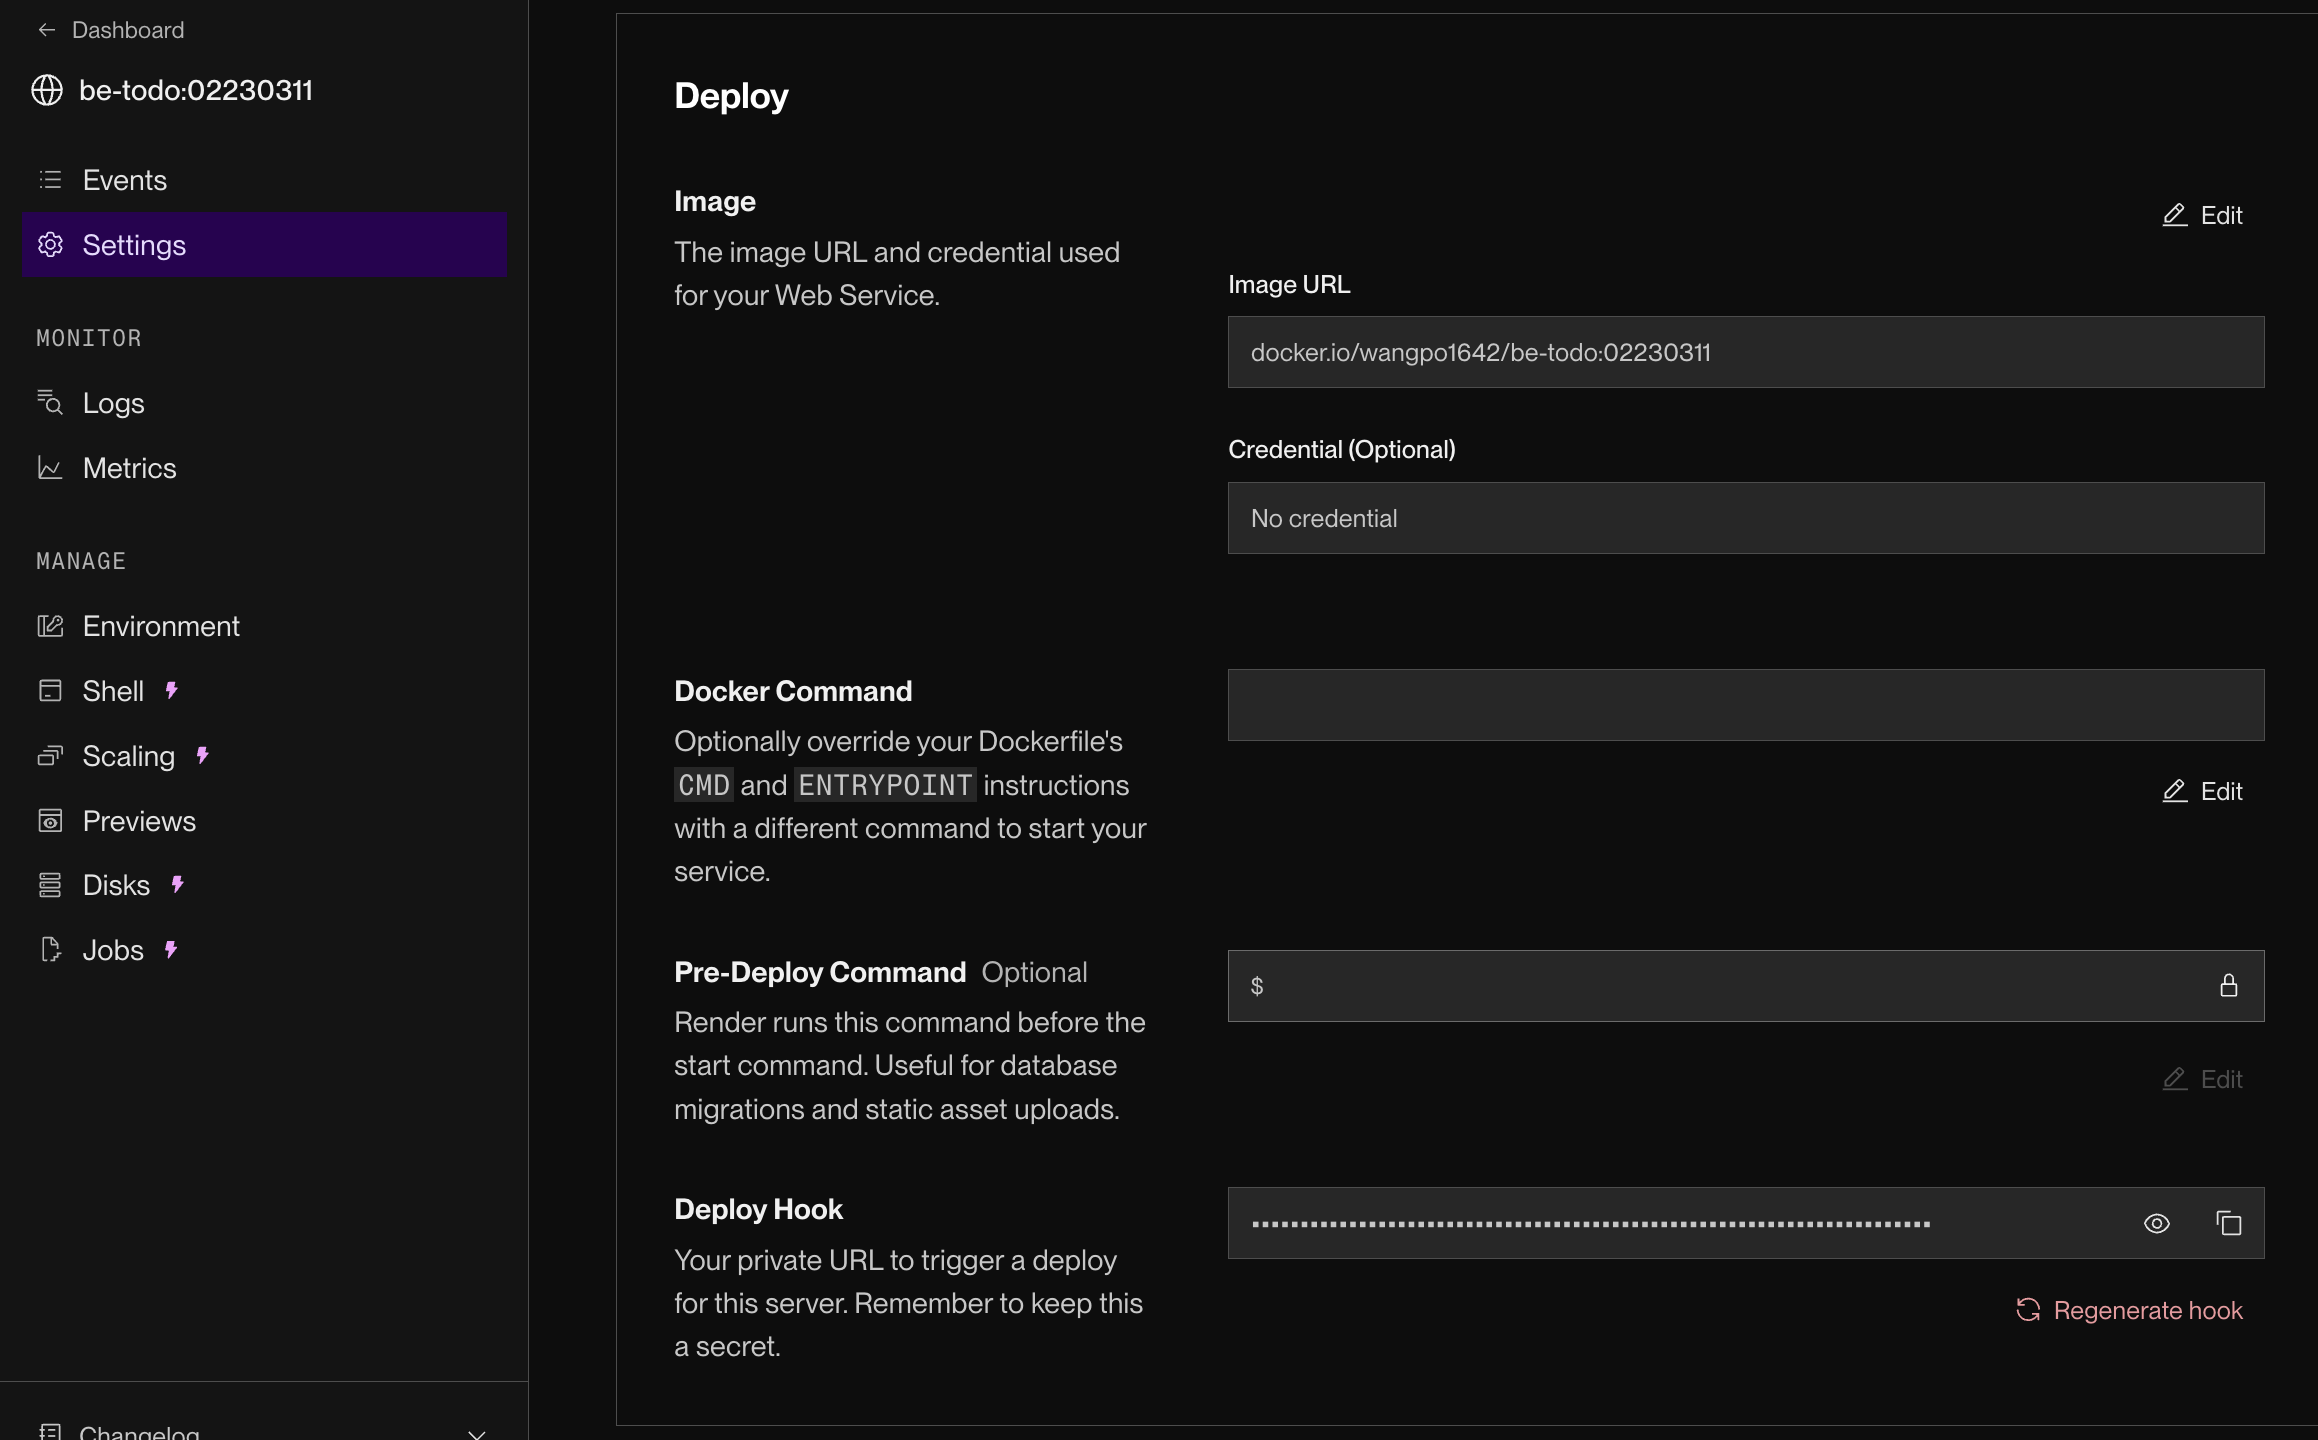 Dashboard
be-todo:02230311
Events
Settings
MONITOR
Logs
Metrics
MANAGE
Environment
Shell
Scaling
Previews
Disks
Jobs
Changelog
Deploy
Image
The image URL and credential used
for your Web Service.
Edit
Image URL
docker.io/wangpo1642/be-todo:02230311
Credential (Optional)
No credential
Docker Command
Optionally override your Dockerfile's
CMD and ENTRYPOINT instructions
with a different command to start your
service.
Edit
Pre-Deploy Command Optional
Render runs this command before the
start command. Useful for database
migrations and static asset uploads.
$
Edit
Deploy Hook
Your private URL to trigger a deploy
for this server. Remember to keep this
a secret.
Regenerate hook